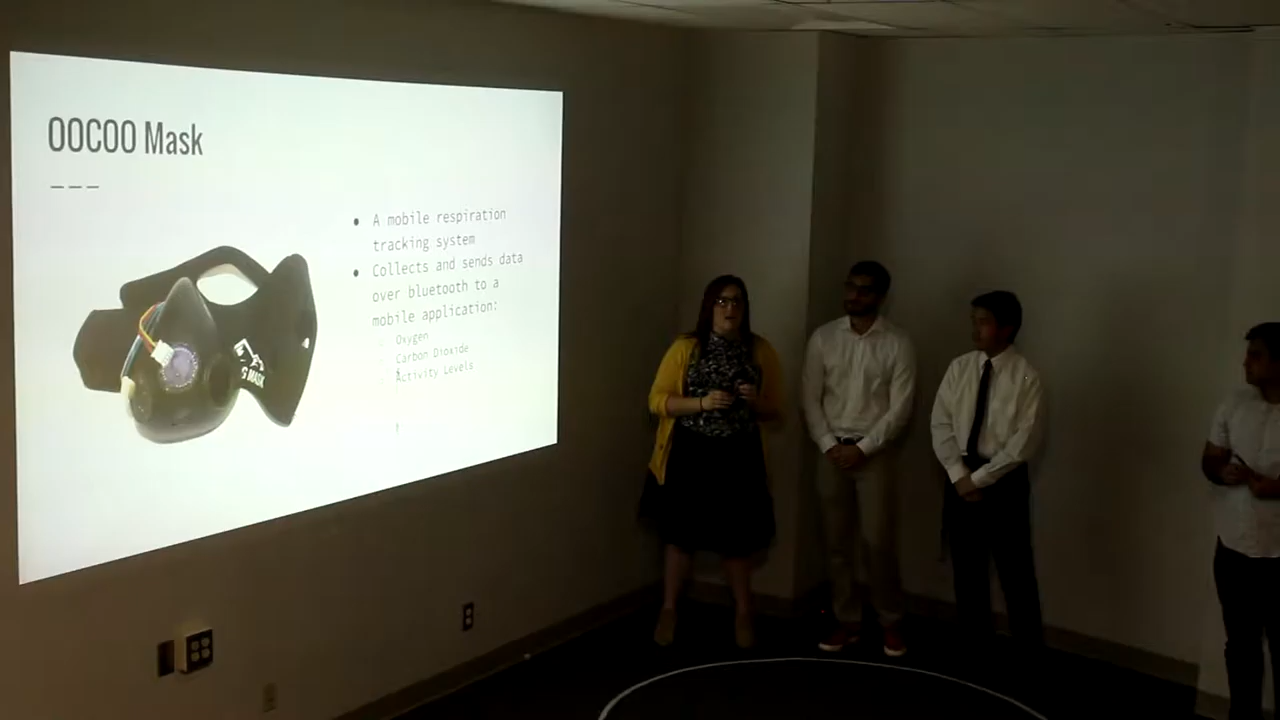 OOCOO Mask
A mobile respiration
tracking system
Collects and sends data
over bluetooth to a
mobile application:
Oxygen
Carbon Dioxide
Activity Levels
G MASK